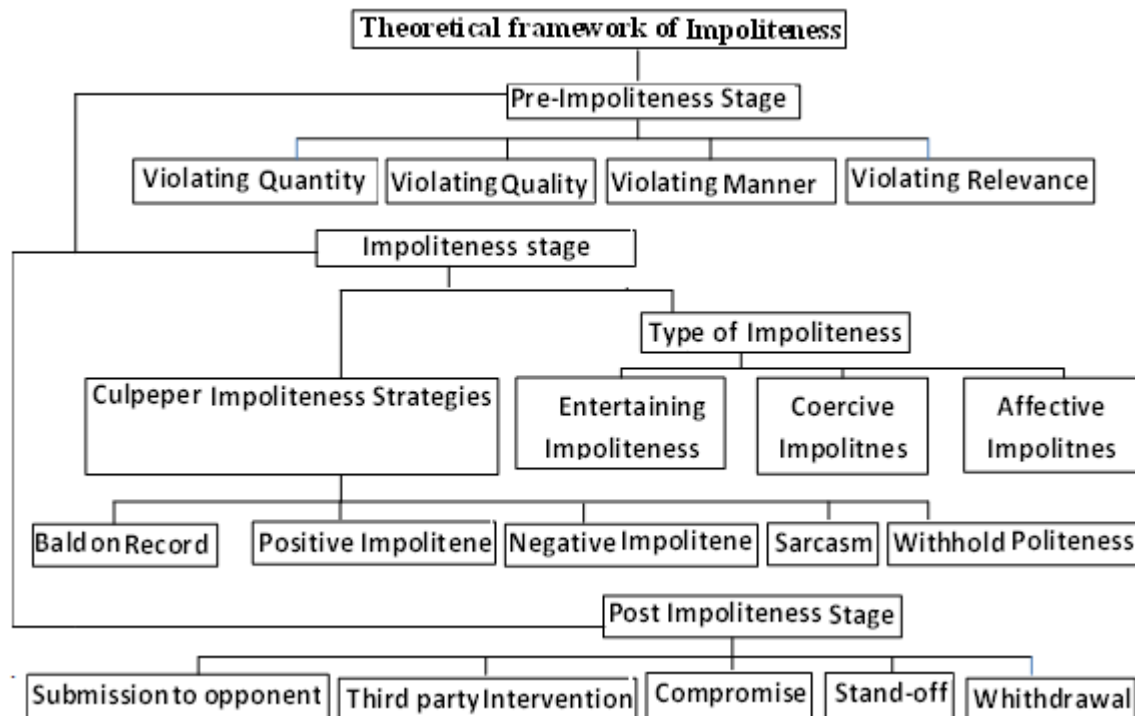 Theoretical framework of Impoliteness
Pre-Impoliteness Stage
Violating Quantity
Violating Quality
Violating Manner
Violating Relevance
Impoliteness stage
Type of Impoliteness
Culpeper Impoliteness Strategies
Entertaining
Impoliteness
Coercive
Impolitnes
Affective
Impolitnes
Bald on Record
Positive Impolitene
Negative Impolitene
Sarcasm
Withhold Politeness
Post Impoliteness Stage
Submission to opponent
Third party Intervention
Compromise
Stand-off
Whithdrawal